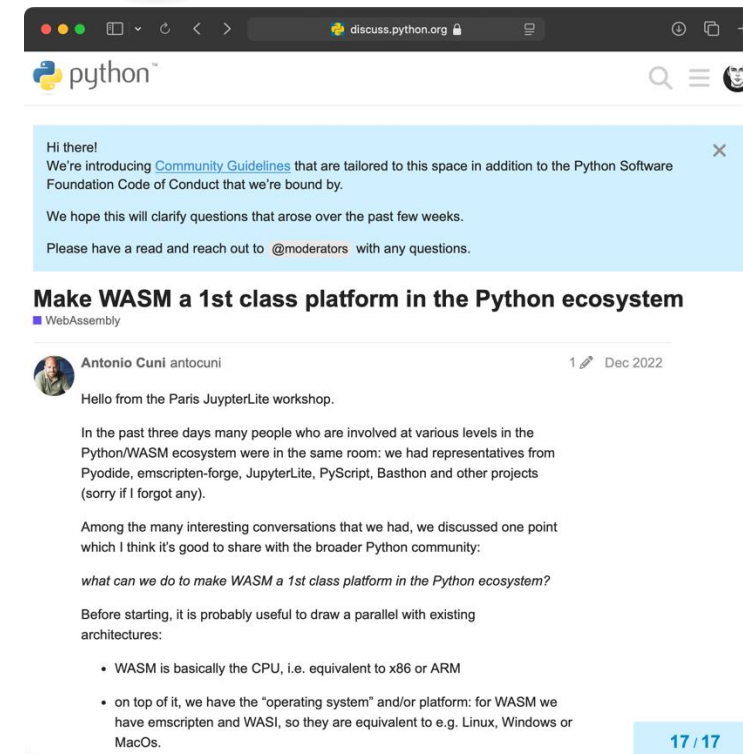 discuss.python.org
python™
Hi there!
We're introducing Community Guidelines that are tailored to this space in addition to the Python Software
Foundation Code of Conduct that we're bound by.
We hope this will clarify questions that arose over the past few weeks.
Please have a read and reach out to @moderators with any questions.
Make WASM a 1st class platform in the Python ecosystem
WebAssembly
Antonio Cuni antocuni 1 Dec 2022
Hello from the Paris JuypterLite workshop.
In the past three days many people who are involved at various levels in the
Python/WASM ecosystem were in the same room: we had representatives from
Pyodide, emscripten-forge, JupyterLite, PyScript, Basthon and other projects
(sorry if I forgot any).
Among the many interesting conversations that we had, we discussed one point
which I think it's good to share with the broader Python community:
what can we do to make WASM a 1st class platform in the Python ecosystem?
Before starting, it is probably useful to draw a parallel with existing
architectures:
• WASM is basically the CPU, i.e. equivalent to x86 or ARM
• on top of it, we have the “operating system” and/or platform: for WASM we
have emscripten and WASI, so they are equivalent to e.g. Linux, Windows or
MacOs.
17 / 17